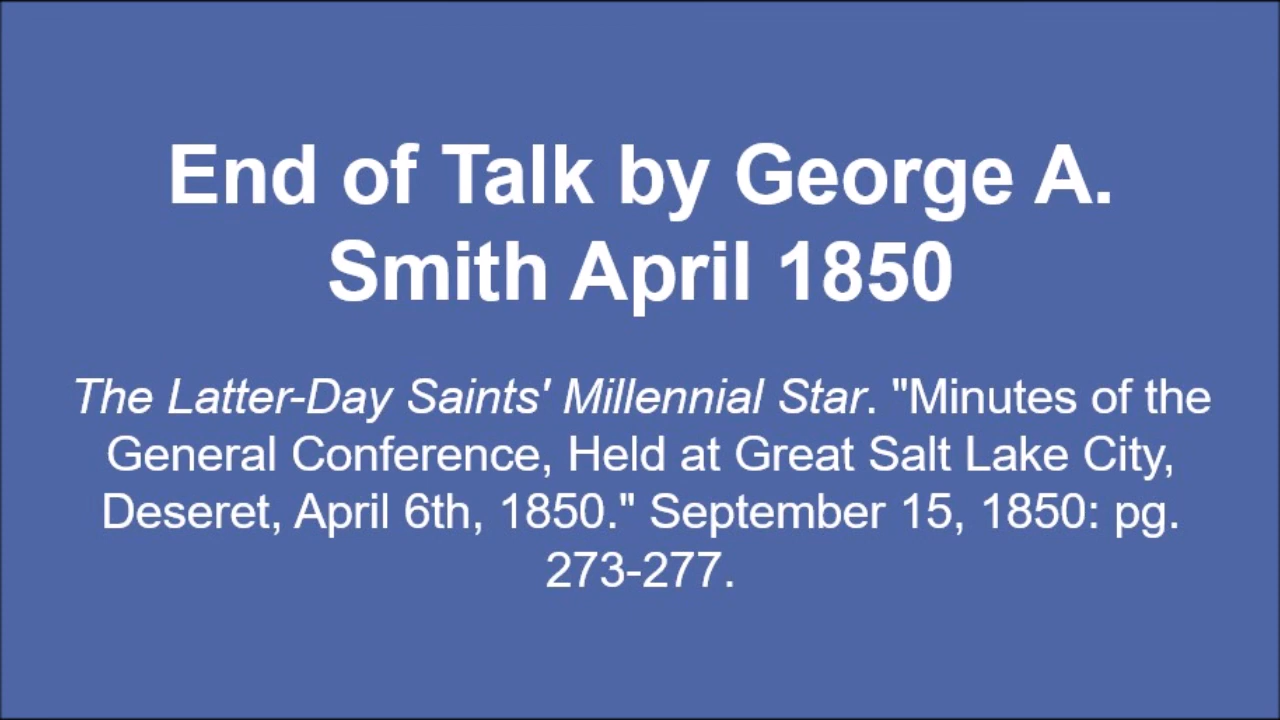 End of Talk by George A.
Smith April 1850
The Latter-Day Saints' Millennial Star. "Minutes of the
General Conference, Held at Great Salt Lake City,
Deseret, April 6th, 1850." September 15, 1850: pg.
273-277.